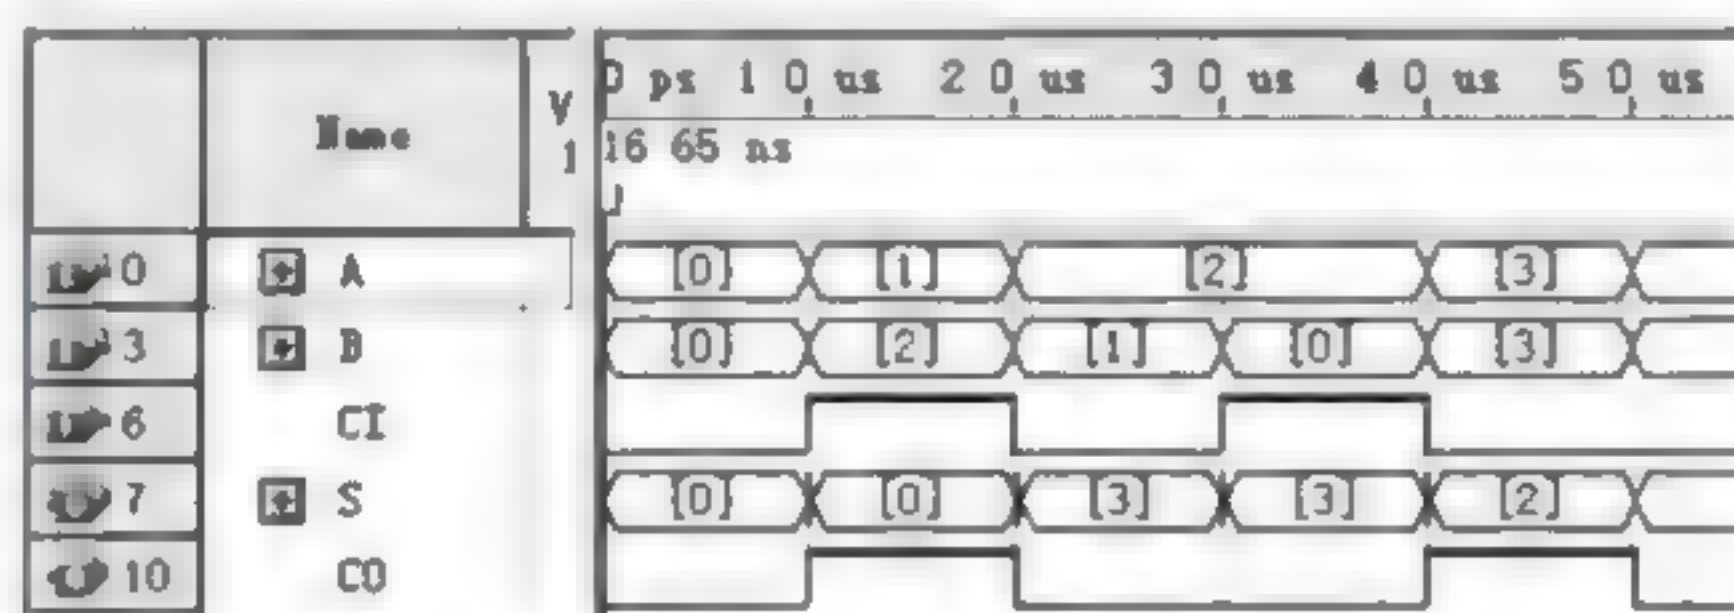 0 ps 10 us 20 us 30 us 40 us 50 us
Name
V
1
16 65 ns
0 A [0] [1] [2] [3]
3 B [0] [2] [1] [0] [3]
6 CI
7 S [0] [0] [3] [3] [2]
10 CO